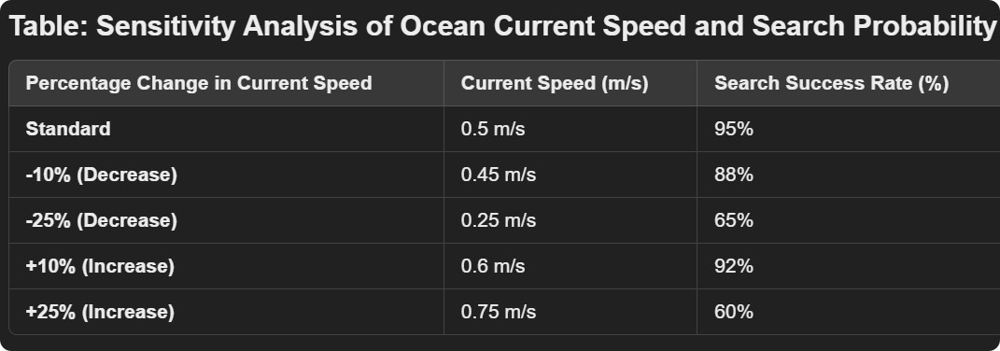 Table: Sensitivity Analysis of Ocean Current Speed and Search Probability
Percentage Change in Current Speed Current Speed (m/s) Search Success Rate (%)
Standard 0.5 m/s 95%
-10% (Decrease) 0.45 m/s 88%
-25% (Decrease) 0.25 m/s 65%
+10% (Increase) 0.6 m/s 92%
+25% (Increase) 0.75 m/s 60%